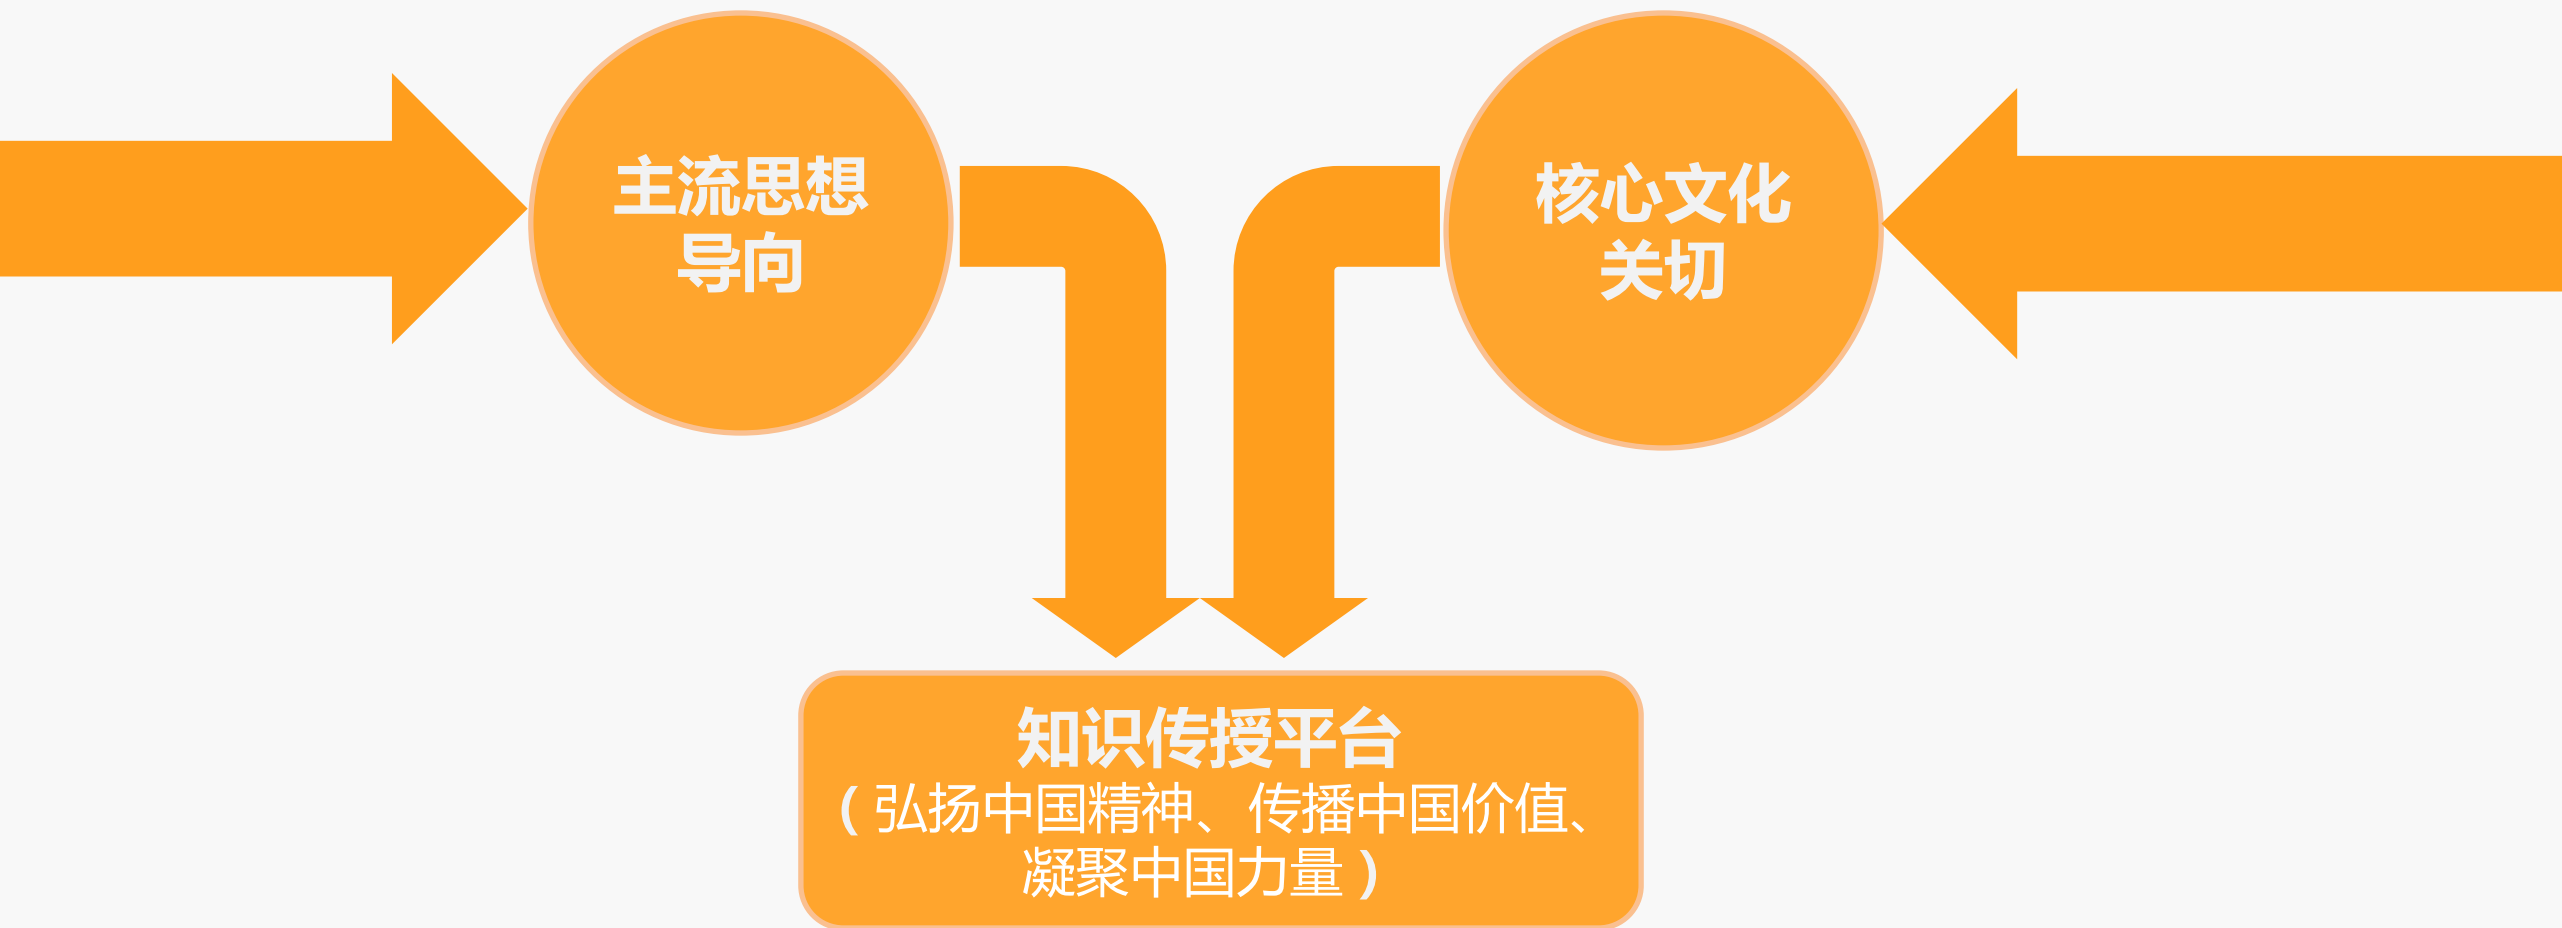 主流思想
导向
核心文化
关切
知识传授平台
（弘扬中国精神、传播中国价值、
凝聚中国力量）